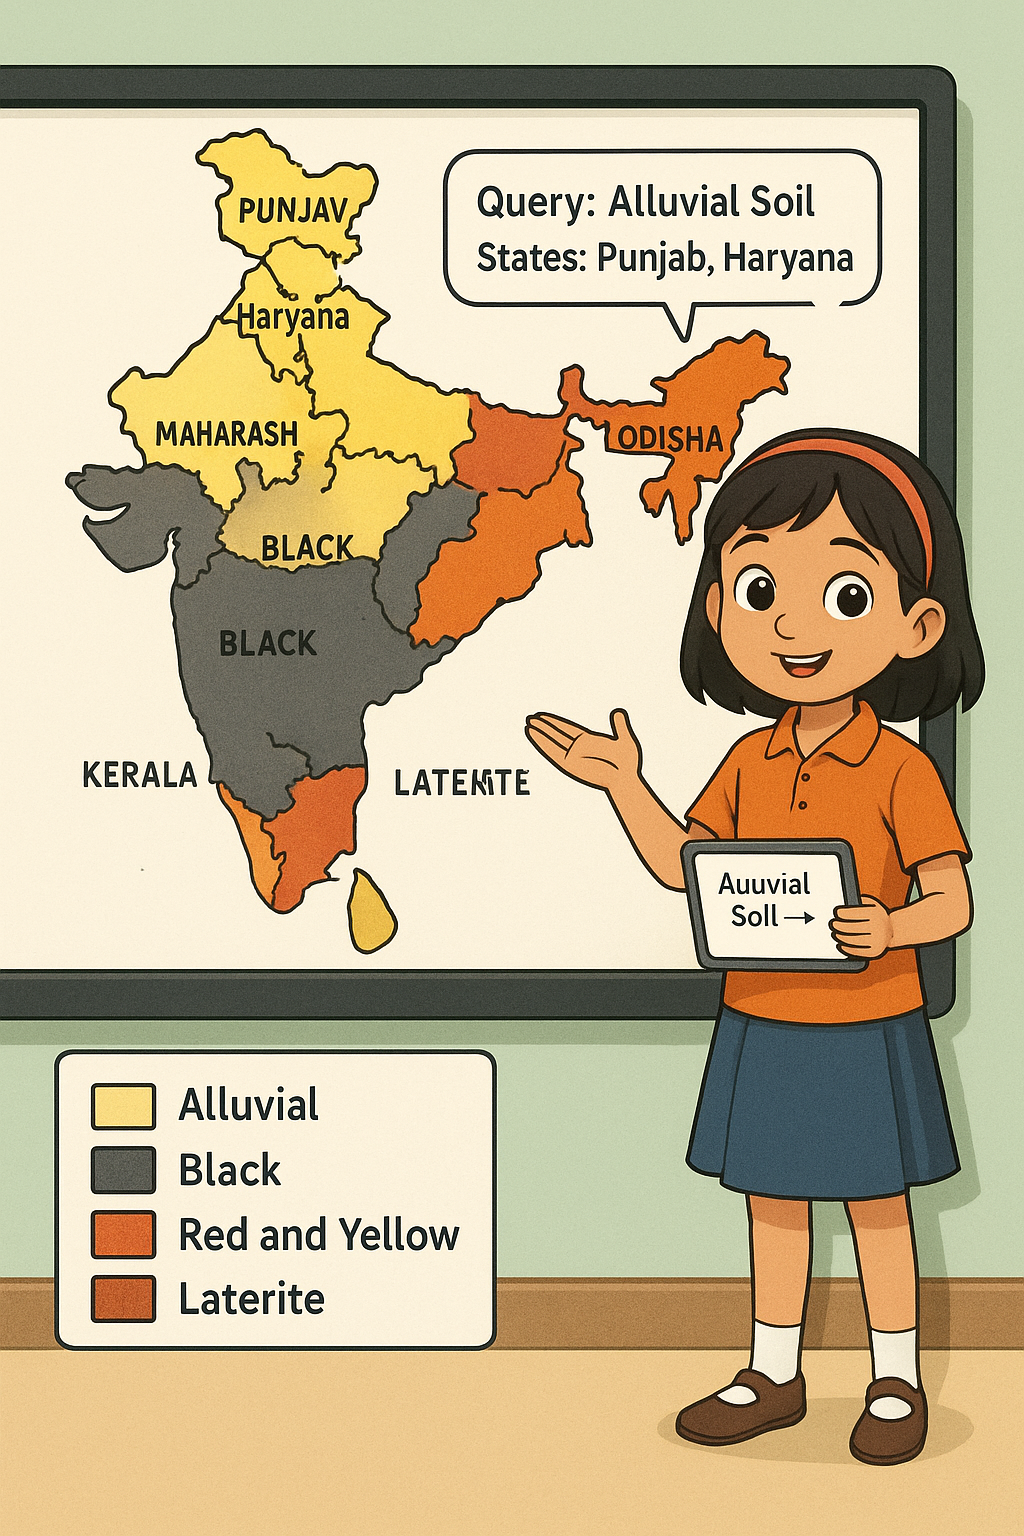 Query: Alluvial Soil
States: Punjab, Haryana
PUNJAV
Haryana
MAHARASH
ODISHA
BLACK
BLACK
KERALA
Auuvial
Soll →
Alluvial
Black
Red and Yellow
Laterite